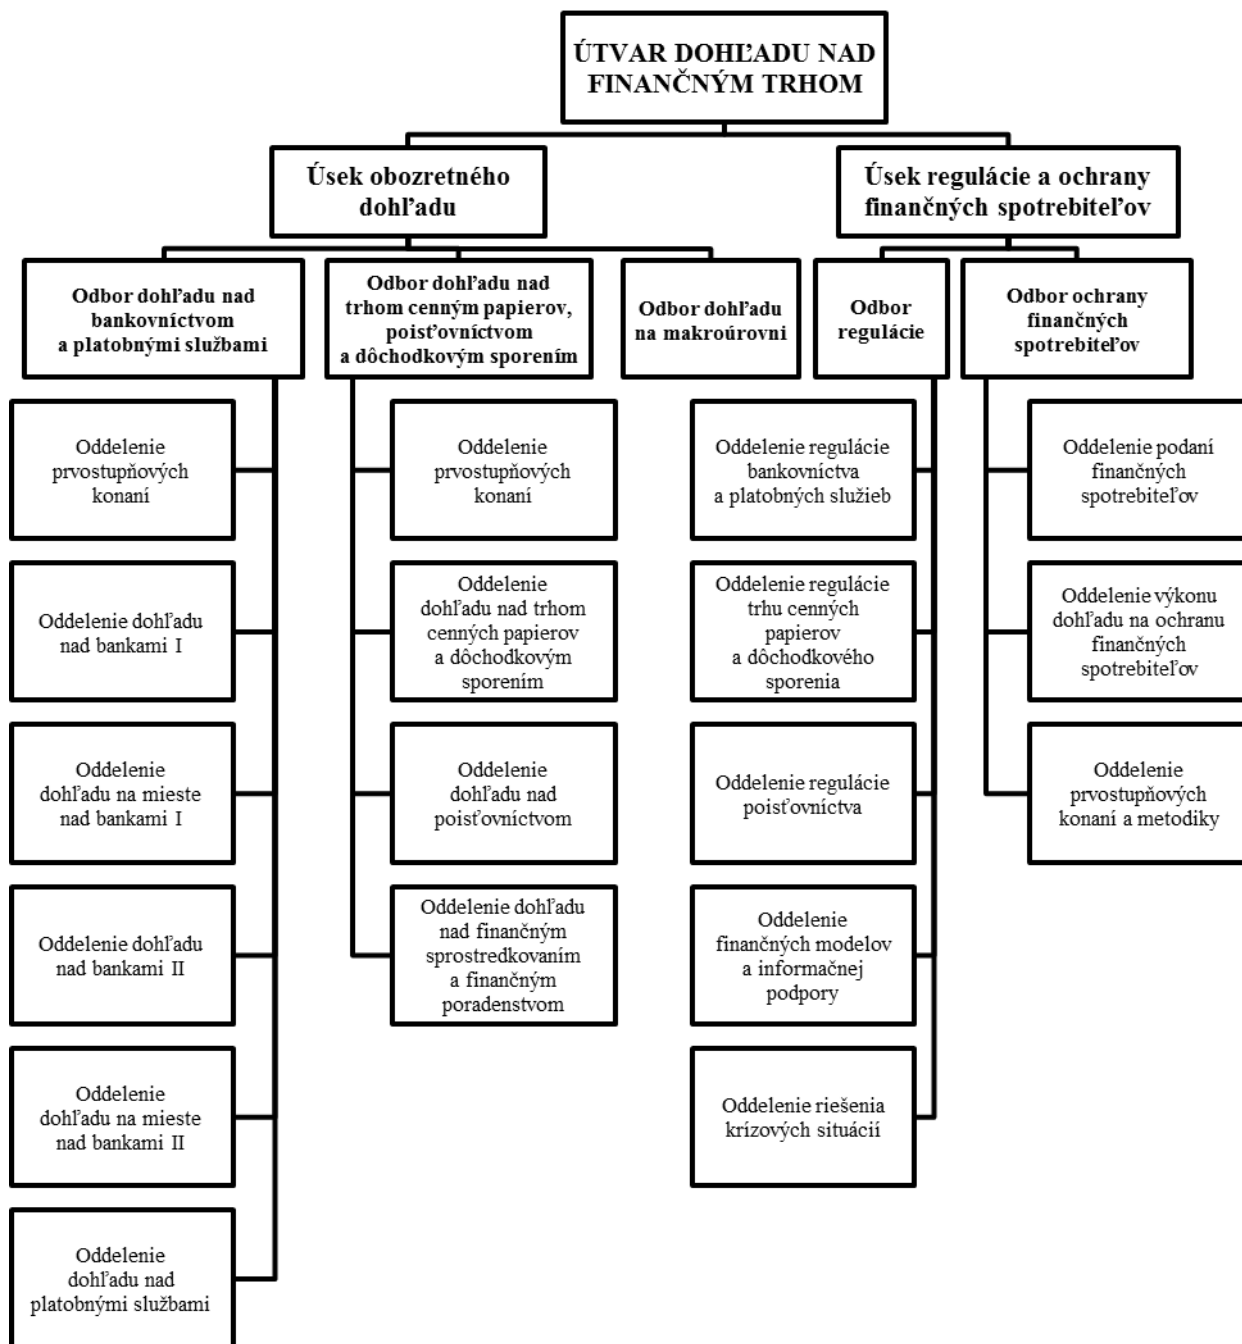 ÚTVAR DOHĽADU NAD
FINANČNÝM TRHOM
Úsek obozretného
dohľadu
Úsek regulácie a ochrany
finančných spotrebiteľov
Odbor dohľadu nad
bankovníctvom
a platobnými službami
Odbor dohľadu nad
trhom cenným papierov,
poisťovníctvom
a dôchodkovým sporením
Odbor dohľadu
na makroúrovni
Odbor
regulácie
Odbor ochrany
finančných
spotrebiteľov
Oddelenie
prvostupňových
konaní
Oddelenie dohľadu
nad bankami I
Oddelenie
dohľadu na mieste
nad bankami I
Oddelenie dohľadu
nad bankami II
Oddelenie
dohľadu na mieste
nad bankami II
Oddelenie
dohľadu nad
platobnými službami
Oddelenie
prvostupňových
konaní
Oddelenie
dohľadu nad trhom
cenných papierov
a dôchodkovým
sporením
Oddelenie
dohľadu nad
poisťovníctvom
Oddelenie dohľadu
nad finančným
sprostredkovaním
a finančným
poradenstvom
Oddelenie regulácie
bankovníctva
a platobných služieb
Oddelenie regulácie
trhu cenných
papierov
a dôchodkového
sporenia
Oddelenie regulácie
poisťovníctva
Oddelenie
finančných modelov
a informačnej
podpory
Oddelenie riešenia
krízových situácií
Oddelenie podaní
finančných
spotrebiteľov
Oddelenie výkonu
dohľadu na ochranu
finančných
spotrebiteľov
Oddelenie
prvostupňových
konaní a metodiky